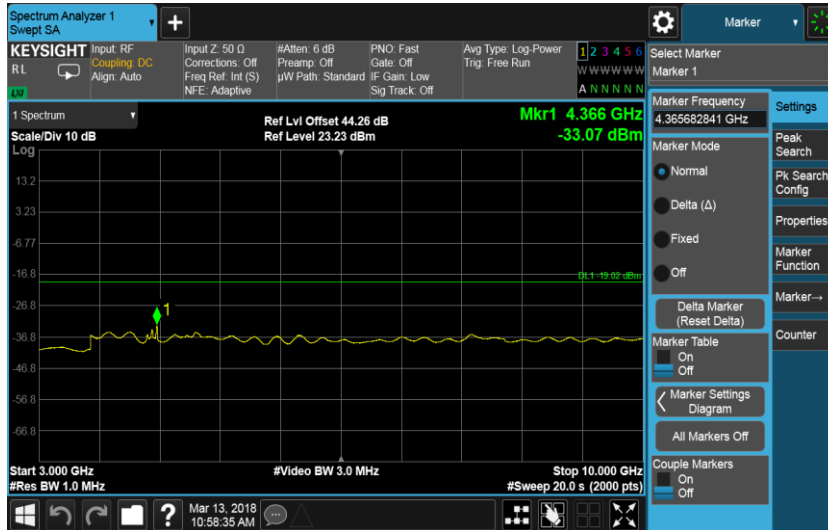 Spectrum Analyzer 1
Swept SA
KEYSIGHT
RL
LXI
Input: RF
Coupling: DC
Align: Auto
Input Z: 50 Ω
Corrections: Off
Freq Ref: Int (S)
NFE: Adaptive
#Atten: 6 dB
Preamp: Off
µW Path: Standard
PNO: Fast
Gate: Off
IF Gain: Low
Sig Track: Off
Avg Type: Log-Power
Trig: Free Run
1 2 3 4 5 6
W W W W W W
A N N N N N
1 Spectrum
Scale/Div 10 dB
Log
Ref Lvl Offset 44.26 dB
Ref Level 23.23 dBm
Mkr1 4.366 GHz
-33.07 dBm
13.2
3.23
-6.77
-16.8
DL1 -19.02 dBm
-26.8
1
-36.8
-46.8
-56.8
-66.8
Start 3.000 GHz
#Res BW 1.0 MHz
#Video BW 3.0 MHz
Stop 10.000 GHz
#Sweep 20.0 s (2000 pts)
?
Mar 13, 2018
10:58:35 AM
Marker
Select Marker
Marker 1
Marker Frequency
4.365682841 GHz
Marker Mode
Normal
Delta (Δ)
Fixed
Off
Delta Marker
(Reset Delta)
Marker Table
On
Off
Marker Settings
Diagram
All Markers Off
Couple Markers
On
Off
Settings
Peak
Search
Pk Search
Config
Properties
Marker
Function
Marker→
Counter